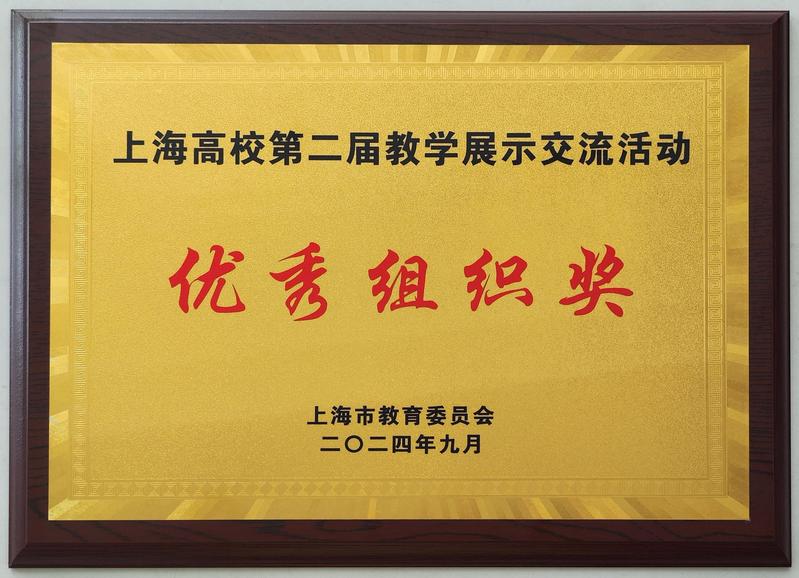 上海高校第二届教学展示交流活动
优秀组织奖
上海市教育委员会
二〇二四年九月